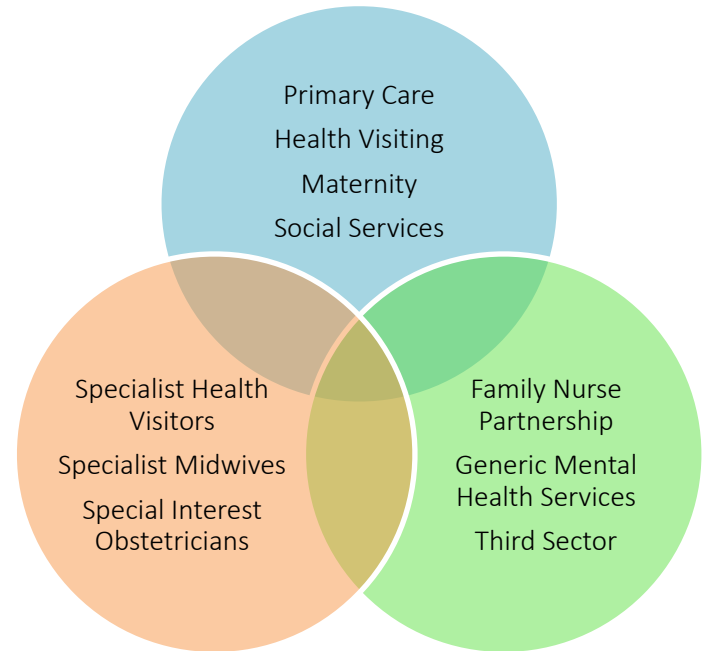 Primary Care
Health Visiting
Maternity
Social Services
Specialist Health
Visitors
Specialist Midwives
Special Interest
Obstetricians
Family Nurse
Partnership
Generic Mental
Health Services
Third Sector